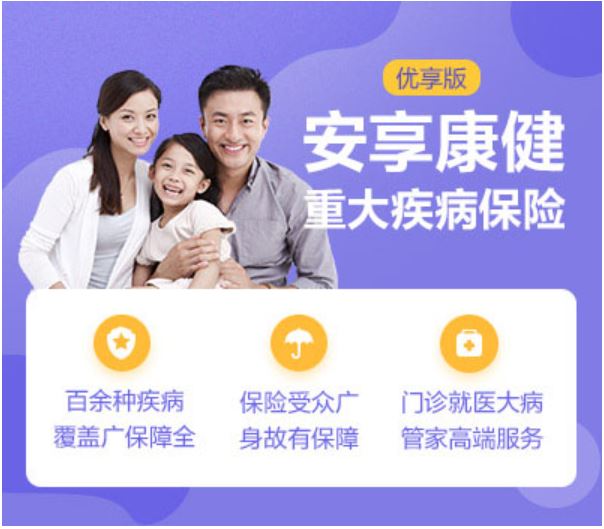 优享版
安享康健
重大疾病保险
百余种疾病
覆盖广保障全
保险受众广
身故有保障
门诊就医大病
管家高端服务